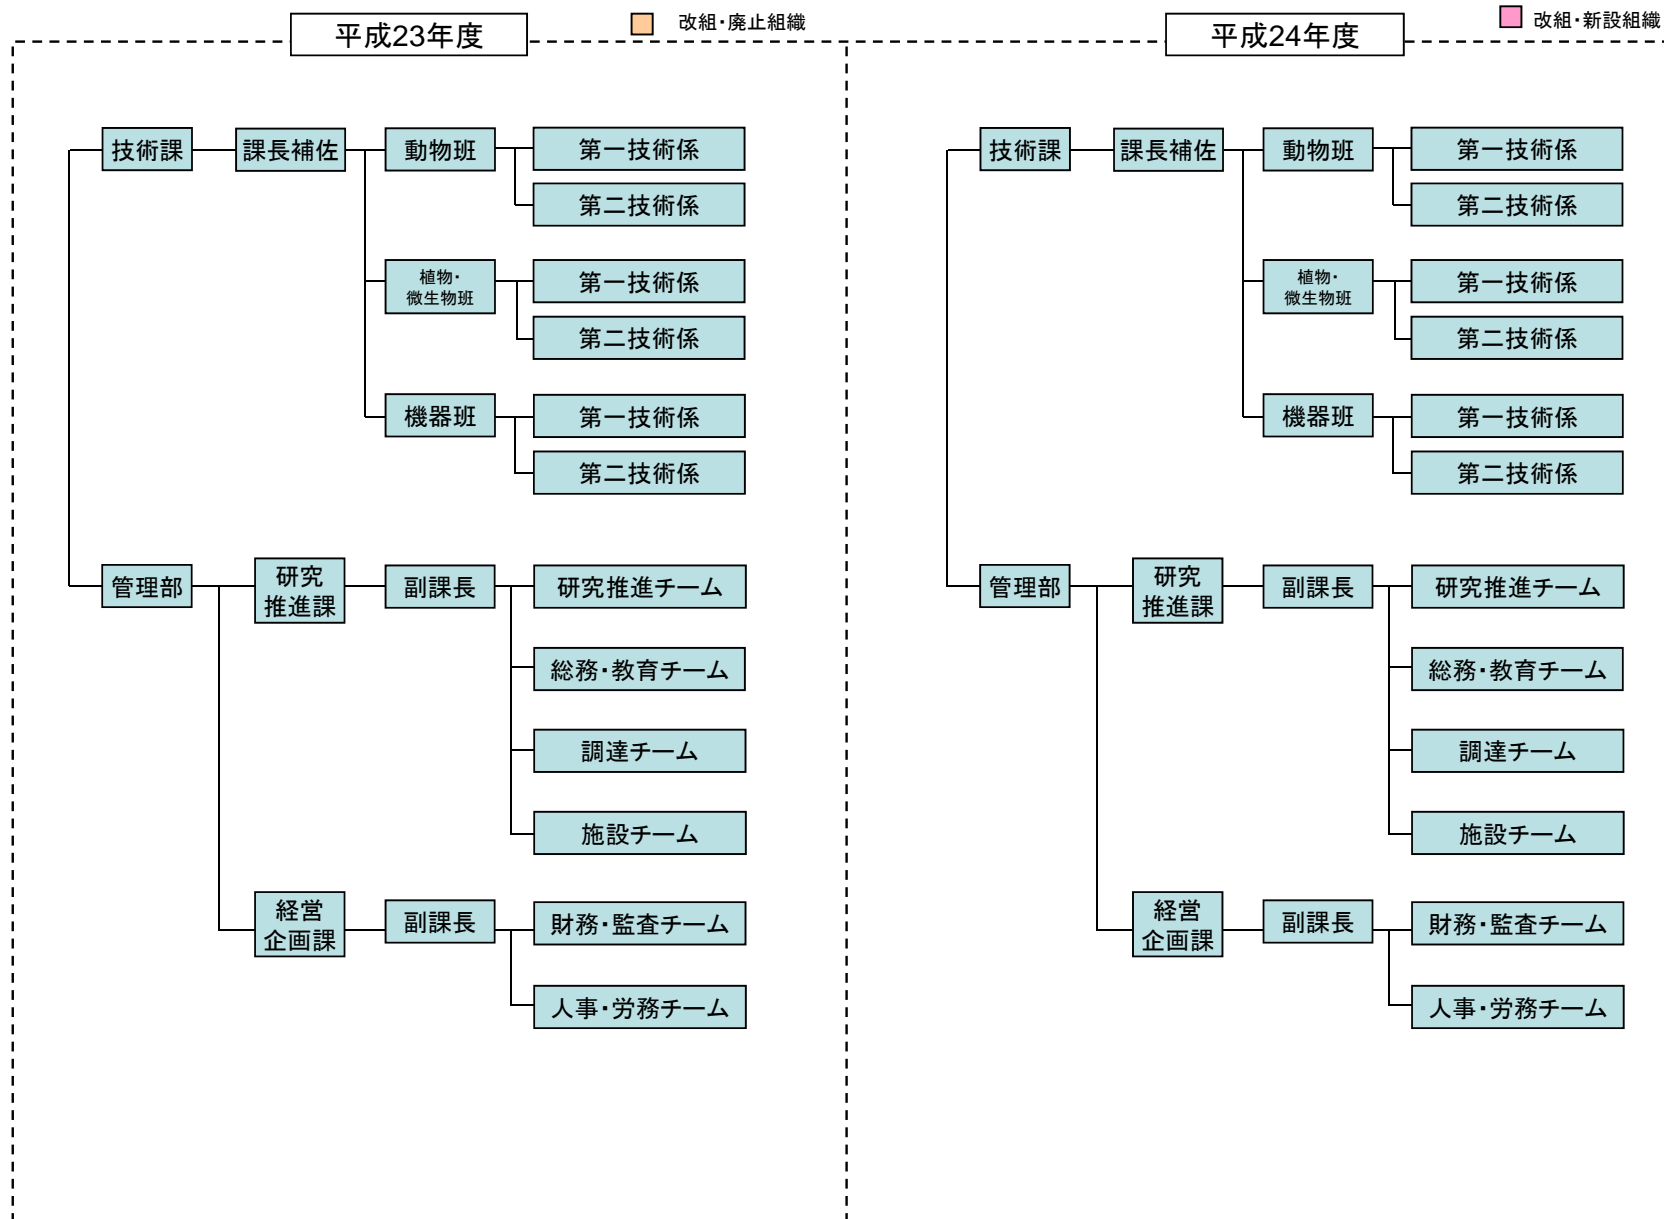 平成23年度
改組・廃止組織
技術課
課長補佐
動物班
第一技術係
第二技術係
植物・
微生物班
第一技術係
第二技術係
機器班
第一技術係
第二技術係
管理部
研究
推進課
副課長
研究推進チーム
総務・教育チーム
調達チーム
施設チーム
経営
企画課
副課長
財務・監査チーム
人事・労務チーム
平成24年度
改組・新設組織
技術課
課長補佐
動物班
第一技術係
第二技術係
植物・
微生物班
第一技術係
第二技術係
機器班
第一技術係
第二技術係
管理部
研究
推進課
副課長
研究推進チーム
総務・教育チーム
調達チーム
施設チーム
経営
企画課
副課長
財務・監査チーム
人事・労務チーム